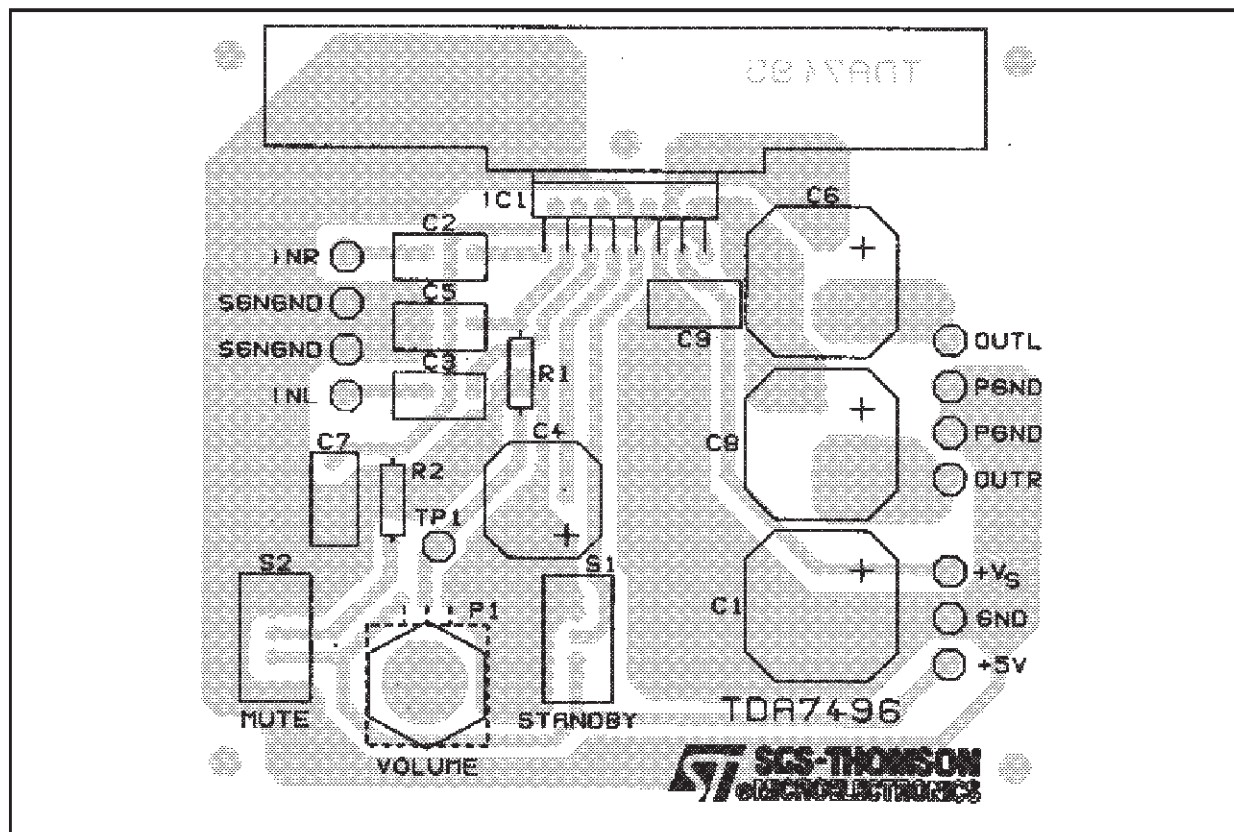 IC1
C6
C2
INR
C5
SGNGND
C9
OUTL
SGNGND
C3
R1
PGND
INL
C4
C8
PGND
C7
R2
OUTR
TP1
S2
S1
+VS
P1
C1
GND
+5V
MUTE
STANDBY
TDA7496
VOLUME
ST SGS-THOMSON
MICROELECTRONICS